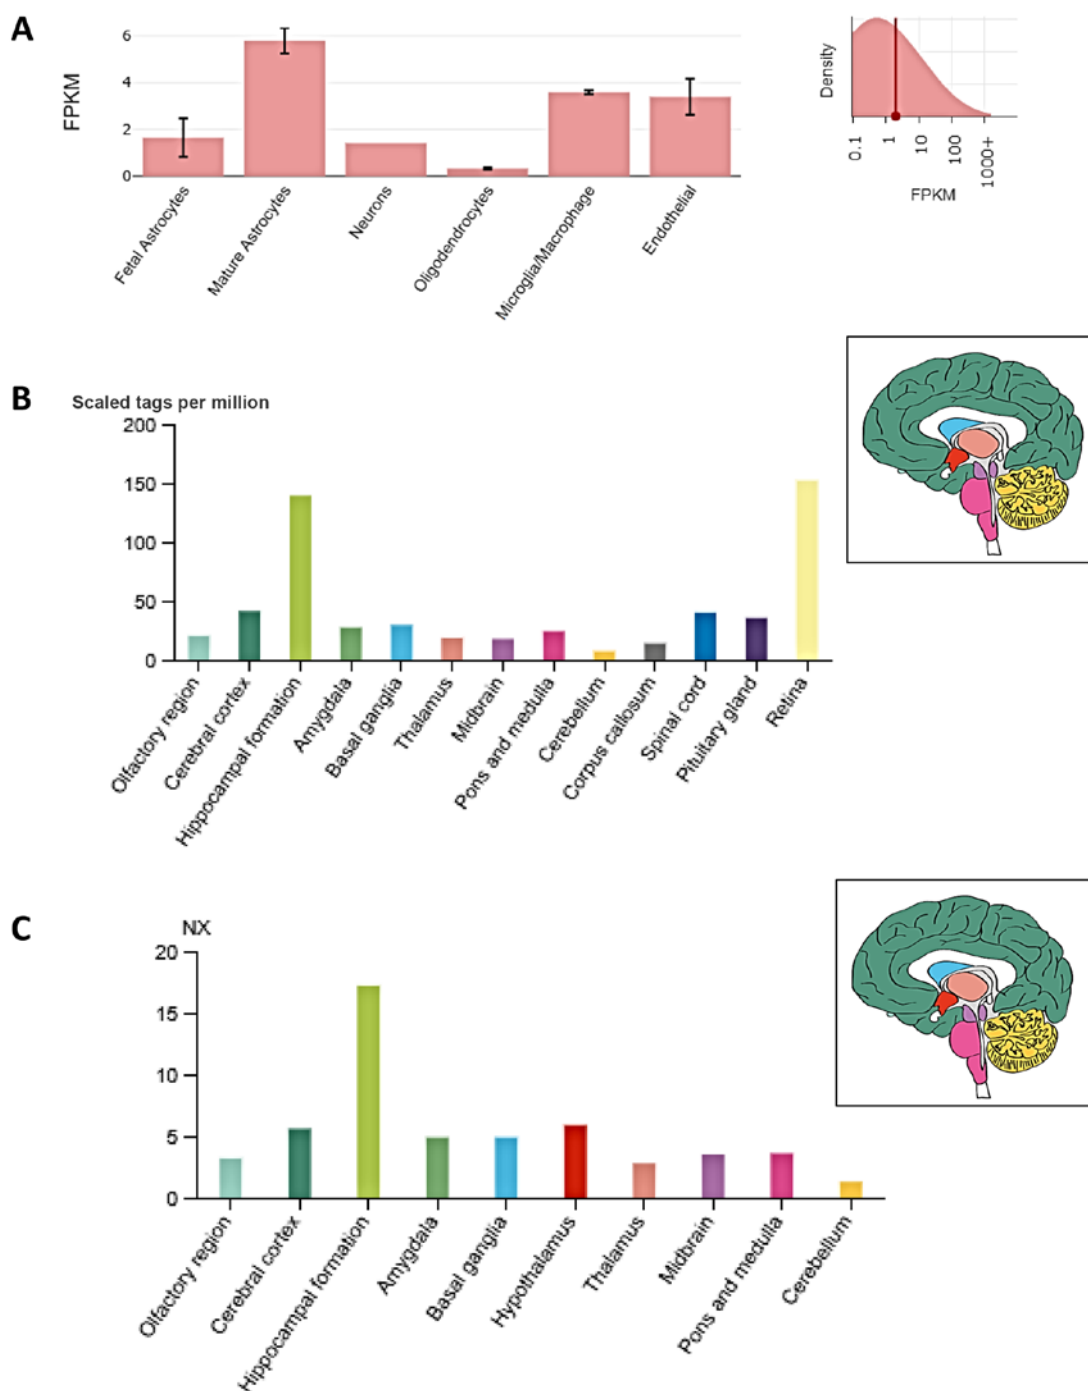 A
FPKM
6
4
2
0
Fetal Astrocytes
Mature Astrocytes
Neurons
Oligodendrocytes
Microglia/Macrophage
Endothelial
Density
0.1
1
10
100
1000+
FPKM
B
Scaled tags per million
200
150
100
50
0
Olfactory region
Cerebral cortex
Hippocampal formation
Amygdala
Basal ganglia
Thalamus
Midbrain
Pons and medulla
Cerebellum
Corpus callosum
Spinal cord
Pituitary gland
Retina
C
NX
20
15
10
5
0
Olfactory region
Cerebral cortex
Hippocampal formation
Amygdala
Basal ganglia
Hypothalamus
Thalamus
Midbrain
Pons and medulla
Cerebellum